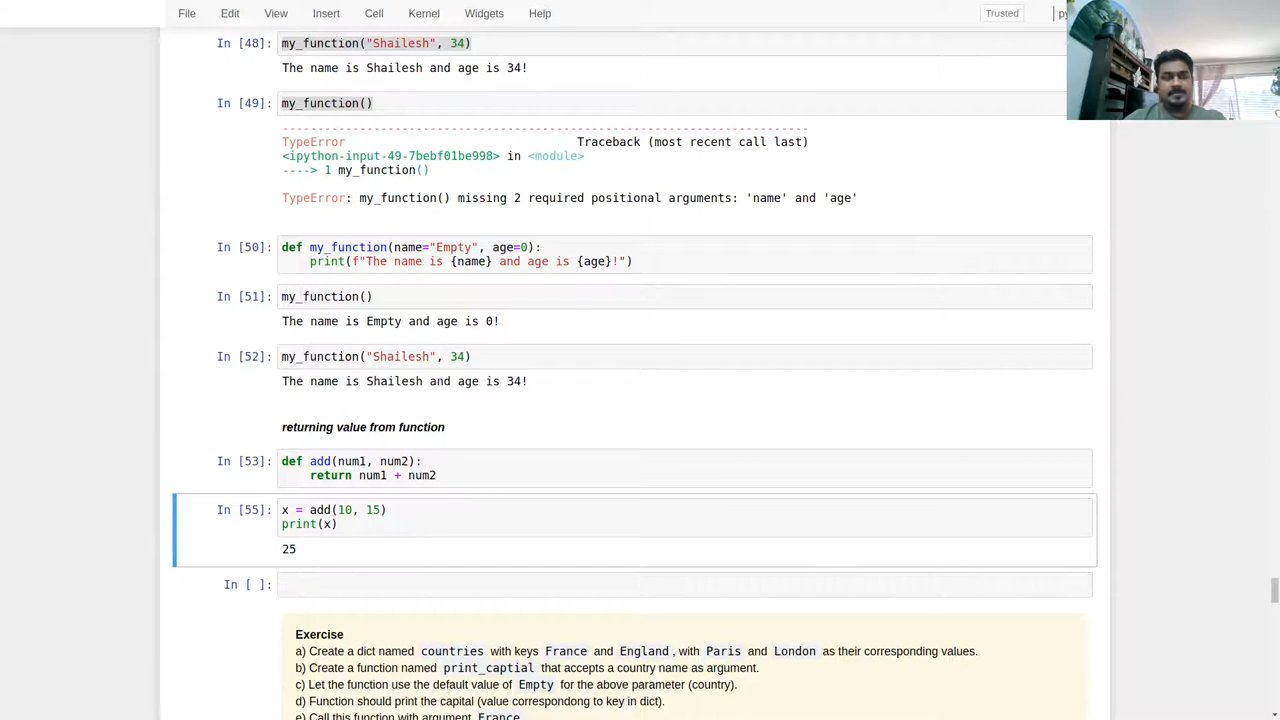 File Edit View Insert Cell Kernel Widgets Help Trusted
In [48]: my_function("Shailesh", 34)
The name is Shailesh and age is 34!
In [49]: my_function()
---------------------------------------------------------------------------
TypeError Traceback (most recent call last)
<ipython-input-49-7bebf01be998> in <module>
----> 1 my_function()
TypeError: my_function() missing 2 required positional arguments: 'name' and 'age'
In [50]: def my_function(name="Empty", age=0):
print(f"The name is {name} and age is {age}!")
In [51]: my_function()
The name is Empty and age is 0!
In [52]: my_function("Shailesh", 34)
The name is Shailesh and age is 34!
returning value from function
In [53]: def add(num1, num2):
return num1 + num2
In [55]: x = add(10, 15)
print(x)
25
In [ ]:
Exercise
a) Create a dict named countries with keys France and England, with Paris and London as their corresponding values.
b) Create a function named print_captial that accepts a country name as argument.
c) Let the function use the default value of Empty for the above parameter (country).
d) Function should print the capital (value correspondong to key in dict).
e) Call this function with argument France